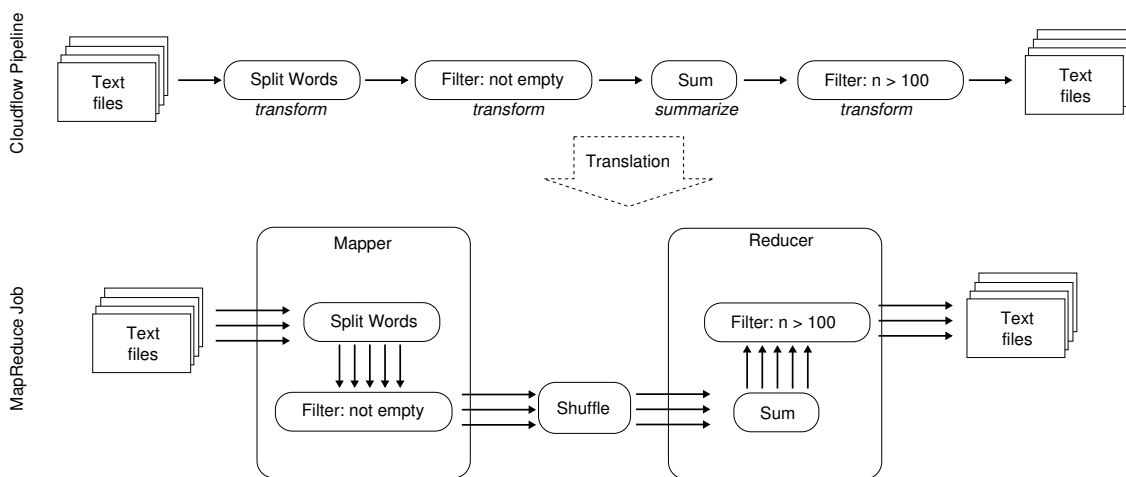 Cloudflow Pipeline
Text
files
Split Words
transform
Filter: not empty
transform
Sum
summarize
Filter: n > 100
transform
Text
files
Translation
MapReduce Job
Text
files
Mapper
Split Words
Filter: not empty
Shuffle
Reducer
Filter: n > 100
Sum
Text
files